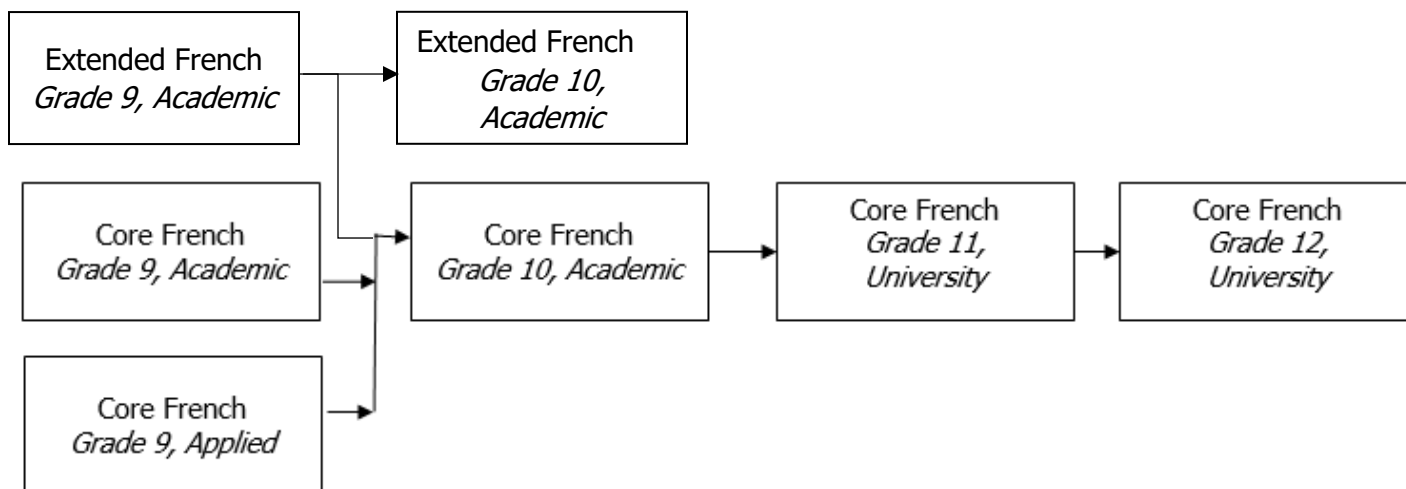 Extended French
Grade 9, Academic
Extended French
Grade 10,
Academic
Core French
Grade 9, Academic
Core French
Grade 10, Academic
Core French
Grade 11,
University
Core French
Grade 12,
University
Core French
Grade 9, Applied